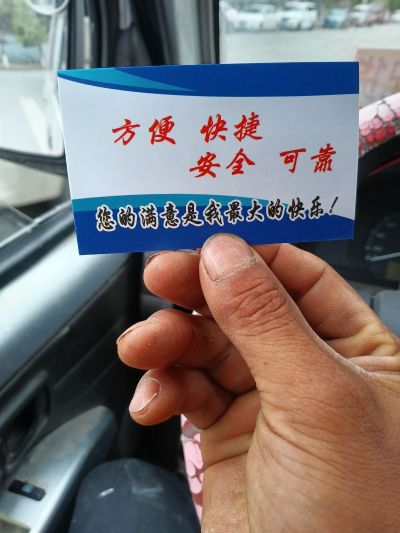 方便 快捷
安全 可靠
您的满意是我最大的快乐!